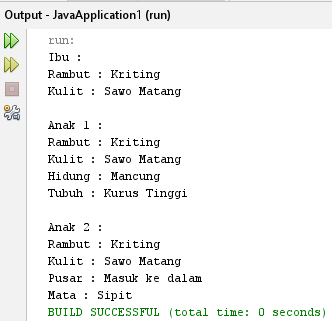 Output - JavaApplication1 (run)
run:
Ibu :
Rambut : Kriting
Kulit : Sawo Matang
Anak 1 :
Rambut : Kriting
Kulit : Sawo Matang
Hidung : Mancung
Tubuh : Kurus Tinggi
Anak 2 :
Rambut : Kriting
Kulit : Sawo Matang
Pusar : Masuk ke dalam
Mata : Sipit
BUILD SUCCESSFUL (total time: 0 seconds)